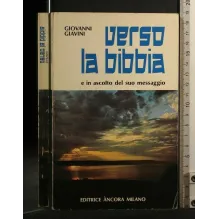 GIOVANNI
GIAVINI
verso
la bibbia
e in ascolto del suo messaggio
EDITRICE ÀNCORA MILANO